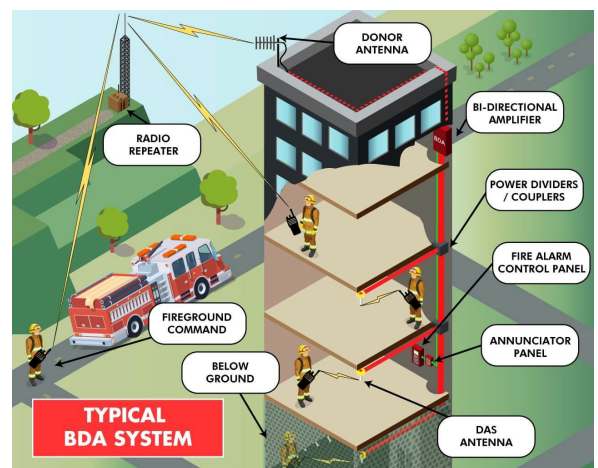 DONOR
ANTENNA
RADIO
REPEATER
BI-DIRECTIONAL
AMPLIFIER
BDA
POWER DIVIDERS
/ COUPLERS
FIRE ALARM
CONTROL PANEL
FIREGROUND
COMMAND
ANNUNCIATOR
PANEL
BELOW
GROUND
TYPICAL
BDA SYSTEM
DAS
ANTENNA